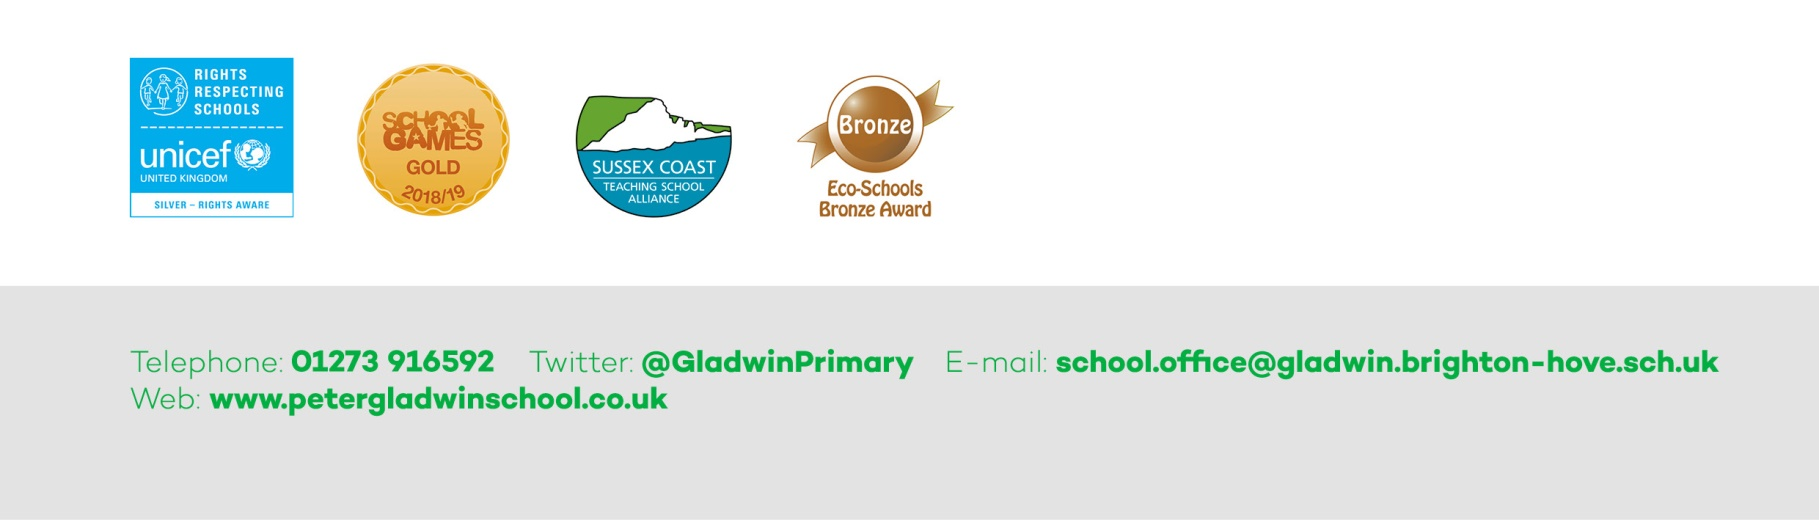 RIGHTS
RESPECTING
SCHOOLS
unicef
UNITED KINGDOM
SILVER – RIGHTS AWARE
SCHOOL
GAMES
GOLD
2018/19
SUSSEX COAST
TEACHING SCHOOL
ALLIANCE
Bronze
Eco-Schools
Bronze Award
Telephone: 01273 916592 Twitter: @GladwinPrimary E-mail: school.office@gladwin.brighton-hove.sch.uk
Web: www.petergladwinschool.co.uk